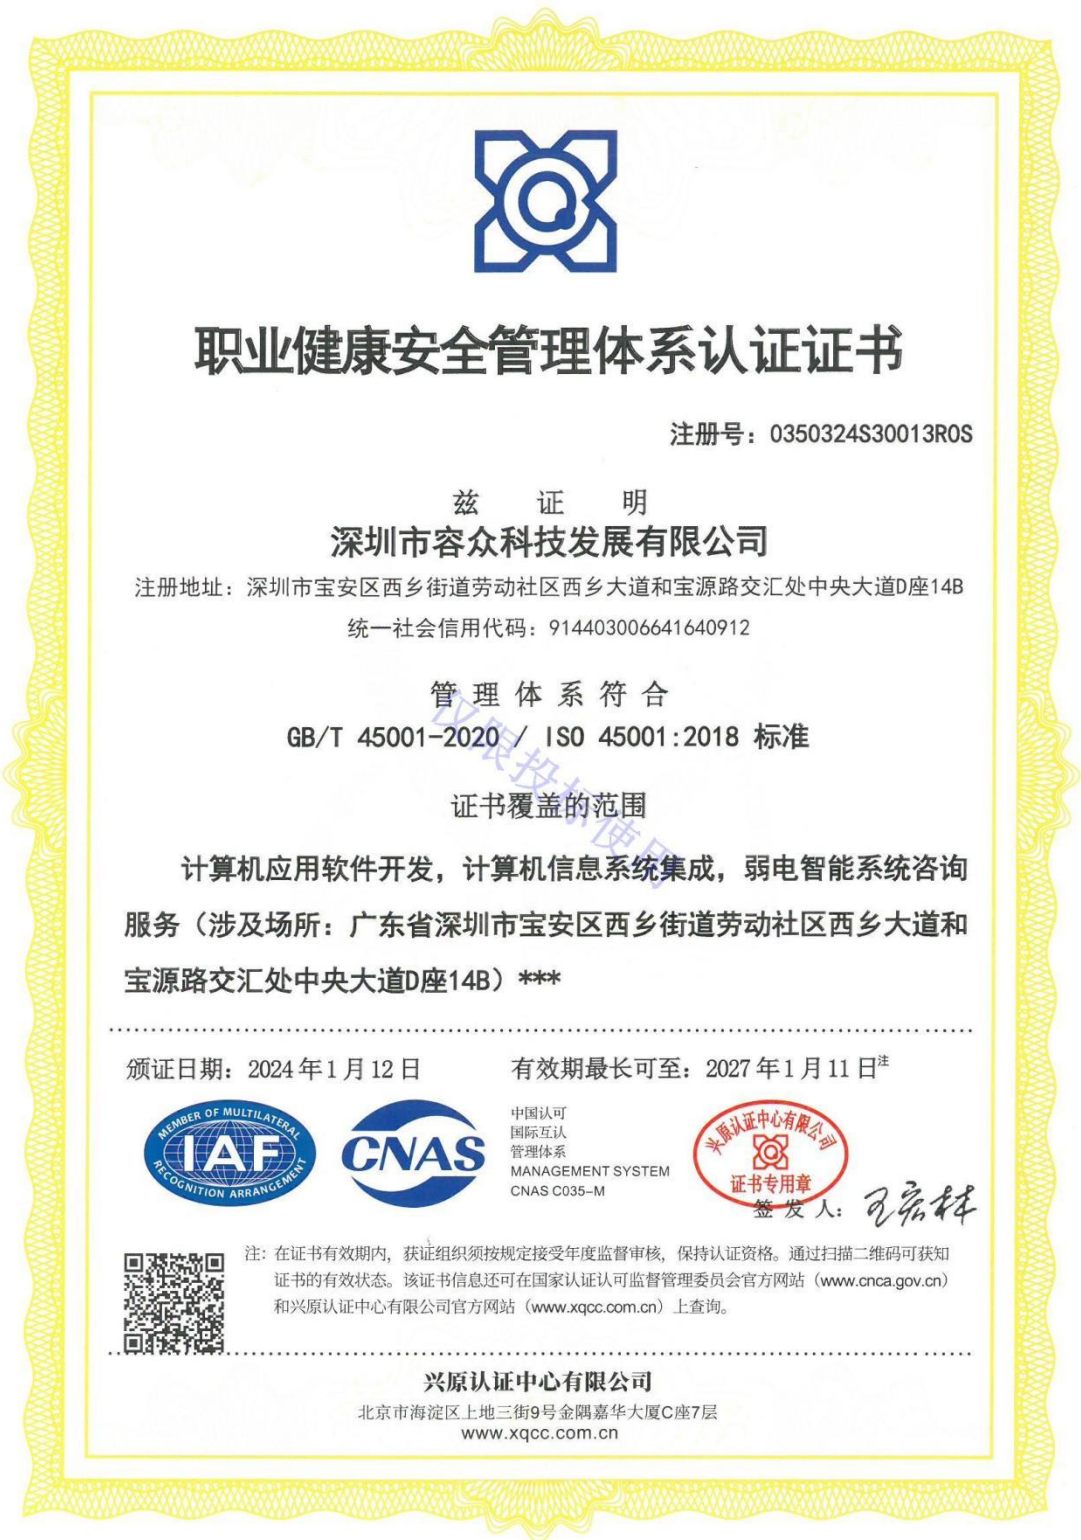 职业健康安全管理体系认证证书
注册号：0350324S30013R0S
兹 证 明
深圳市容众科技发展有限公司
注册地址：深圳市宝安区西乡街道劳动社区西乡大道和宝源路交汇处中央大道D座14B
统一社会信用代码：914403006641640912
管 理 体 系 符 合
GB/T 45001-2020 / ISO 45001:2018 标准
仅限投标使用
证书覆盖的范围
计算机应用软件开发，计算机信息系统集成，弱电智能系统咨询
服务（涉及场所：广东省深圳市宝安区西乡街道劳动社区西乡大道和
宝源路交汇处中央大道D座14B）***
颁证日期：2024年1月12日
有效期最长可至：2027年1月11日注
MEMBER OF MULTILATERAL
IAF
RECOGNITION ARRANGEMENT
CNAS
中国认可
国际互认
管理体系
MANAGEMENT SYSTEM
CNAS C035-M
兴原认证中心有限公司
证书专用章
签 发 人：王宏林
注：在证书有效期内，获证组织须按规定接受年度监督审核，保持认证资格。通过扫描二维码可获知
证书的有效状态。该证书信息还可在国家认证认可监督管理委员会官方网站（www.cnca.gov.cn）
和兴原认证中心有限公司官方网站（www.xqcc.com.cn）上查询。
兴原认证中心有限公司
北京市海淀区上地三街9号金隅嘉华大厦C座7层
www.xqcc.com.cn